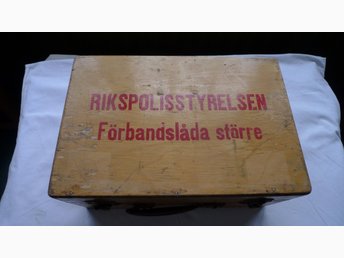 RIKSPOLISSTYRELSEN
Förbandslåda större